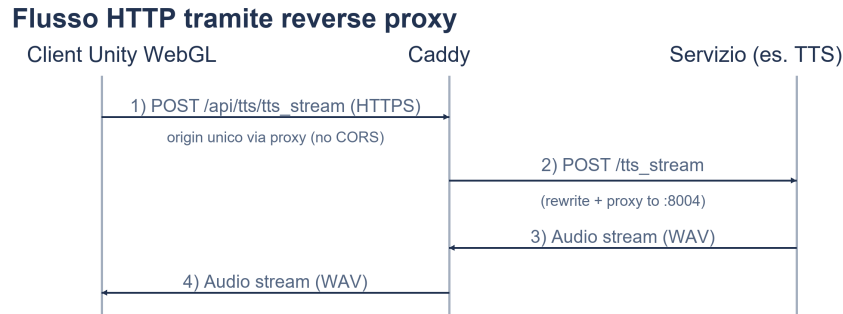 Flusso HTTP tramite reverse proxy
Client Unity WebGL
Caddy
Servizio (es. TTS)
1) POST /api/tts/tts_stream (HTTPS)
origin unico via proxy (no CORS)
2) POST /tts_stream
(rewrite + proxy to :8004)
3) Audio stream (WAV)
4) Audio stream (WAV)